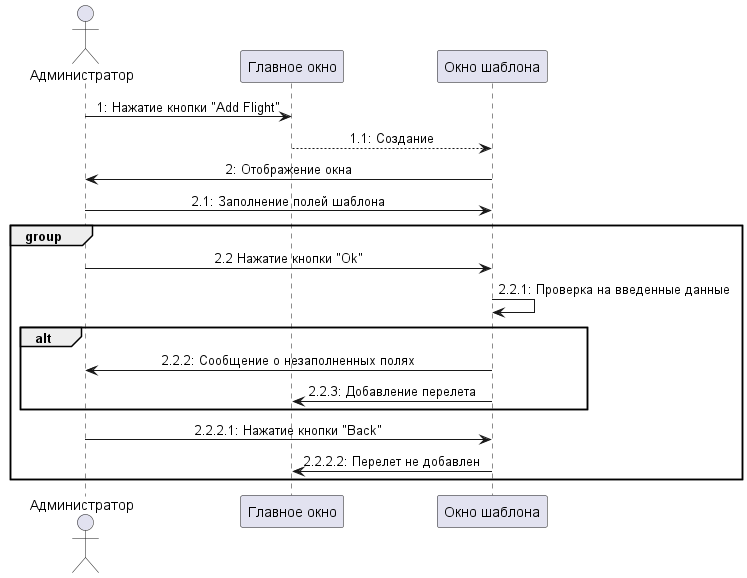 Администратор
Главное окно
Окно шаблона
1: Нажатие кнопки "Add Flight"
1.1: Создание
2: Отображение окна
2.1: Заполнение полей шаблона
group
2.2 Нажатие кнопки "Ok"
2.2.1: Проверка на введенные данные
alt
2.2.2: Сообщение о незаполненных полях
2.2.3: Добавление перелета
2.2.2.1: Нажатие кнопки "Back"
2.2.2.2: Перелет не добавлен
Администратор
Главное окно
Окно шаблона